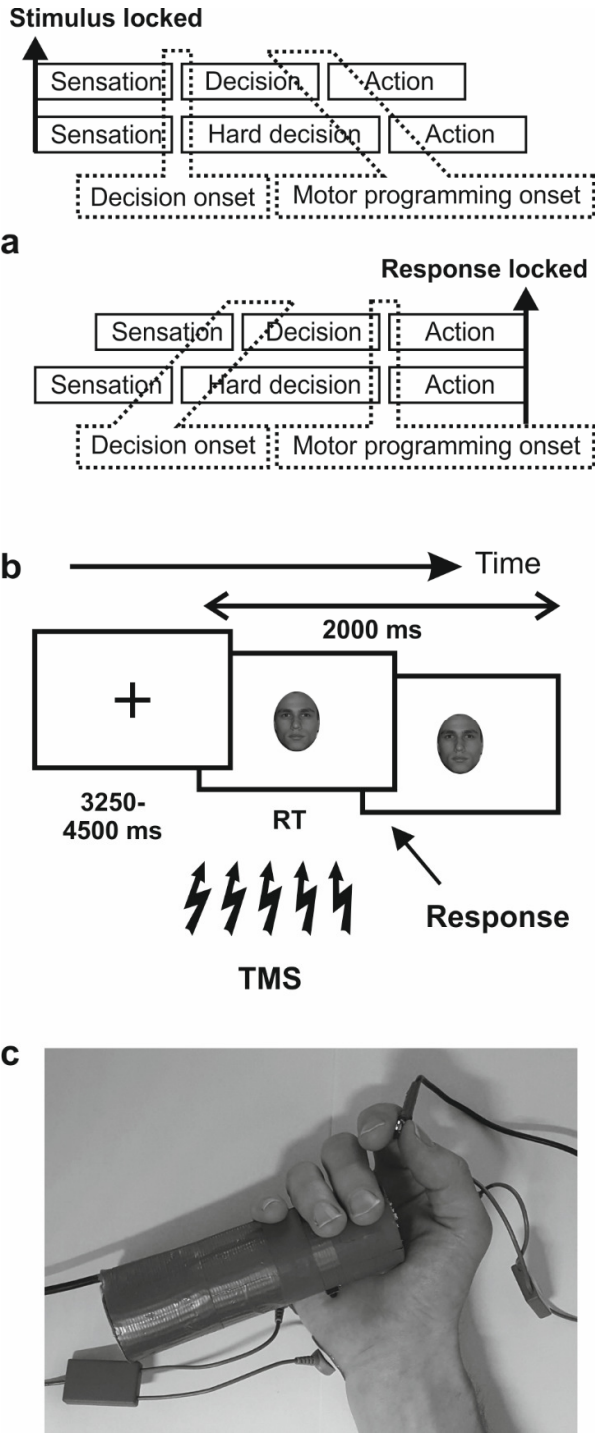 Stimulus locked
Sensation Decision Action
Sensation Hard decision Action
Decision onset Motor programming onset
a
Response locked
Sensation Decision Action
Sensation Hard decision Action
Decision onset Motor programming onset
b
Time
2000 ms
3250-
4500 ms
RT
Response
TMS
c